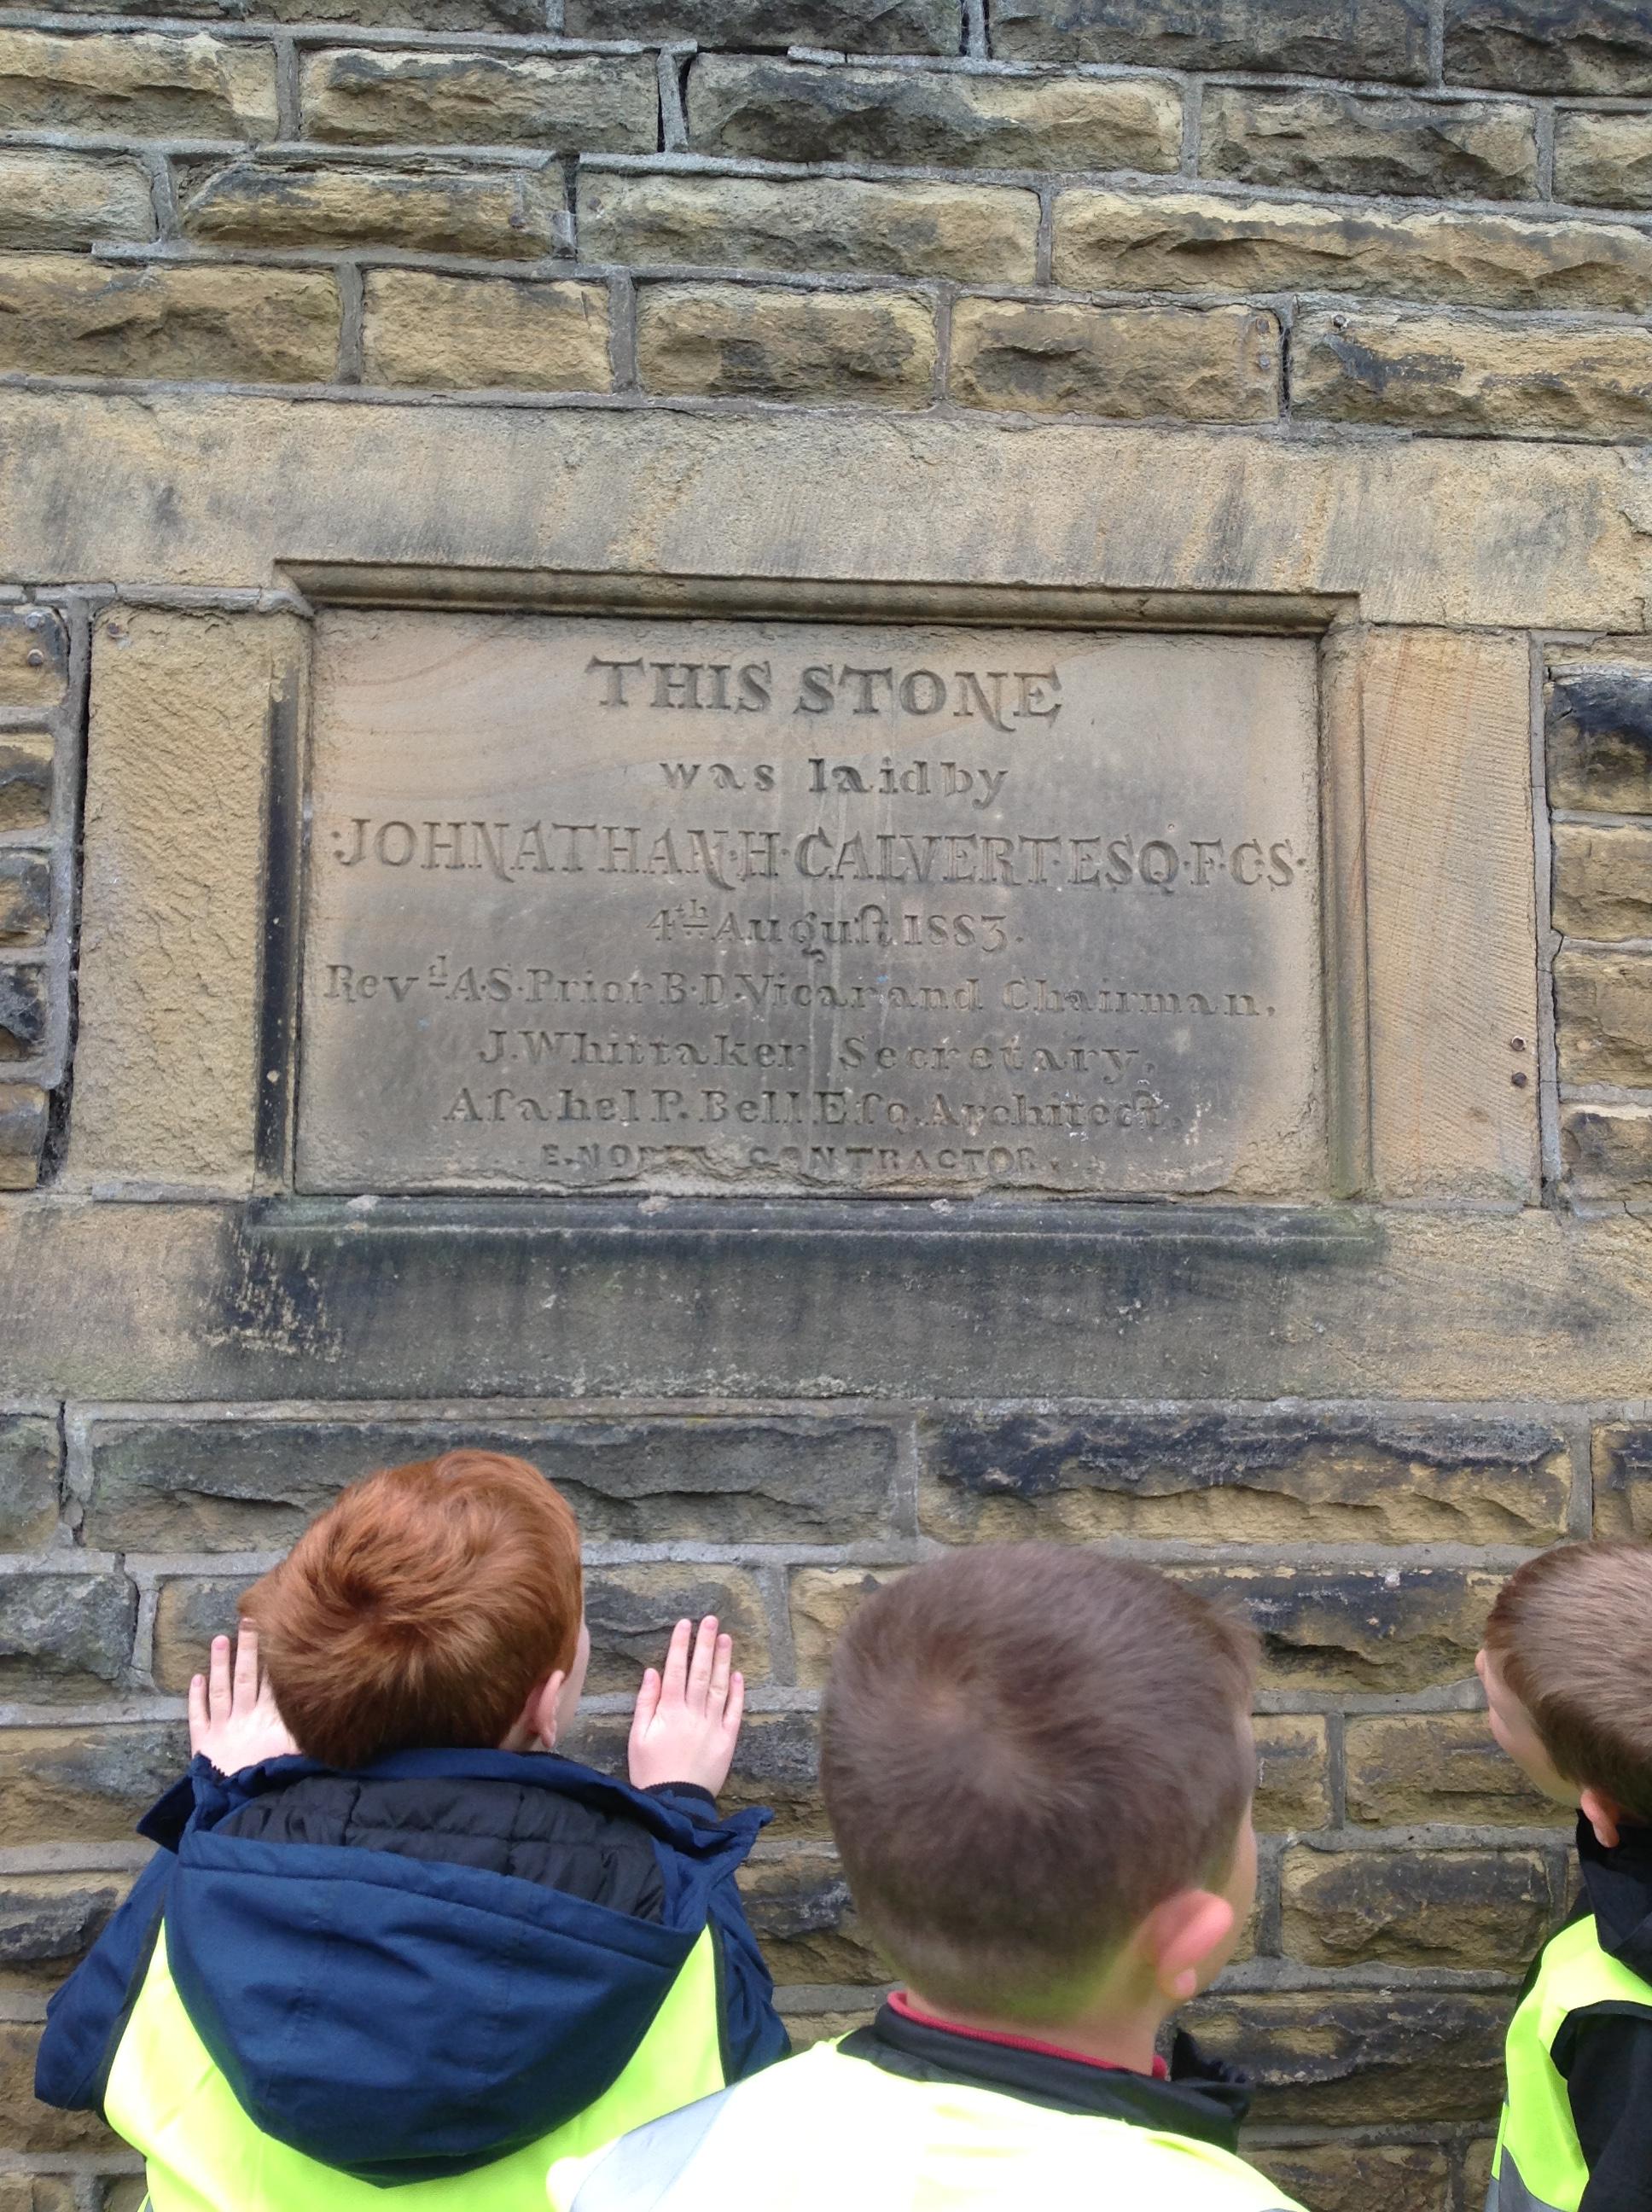 THIS STONE
was laid by
·JOHNATHAN·H·CALVERT·ESQ·F·C·S·
4th Auguſt 1883.
Revd A·S·Prior B·D·Vicar and Chairman.
J. Whittaker Secretary.
Aſahel P. Bell Eſq. Architect.
CONTRACTOR.